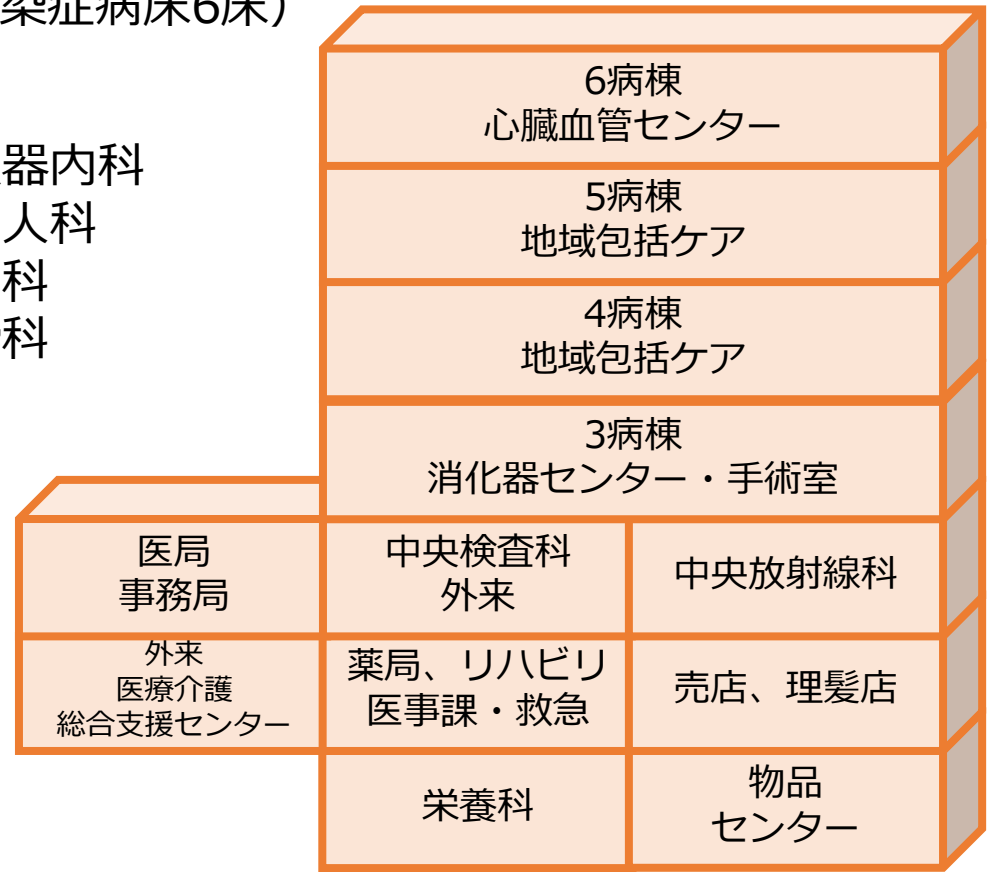 染症病床6床）
器内科
人科
科
科
6病棟
心臓血管センター
5病棟
地域包括ケア
4病棟
地域包括ケア
3病棟
消化器センター・手術室
医局
事務局
中央検査科
外来
中央放射線科
外来
医療介護
総合支援センター
薬局、リハビリ
医事課・救急
売店、理髪店
栄養科
物品
センター